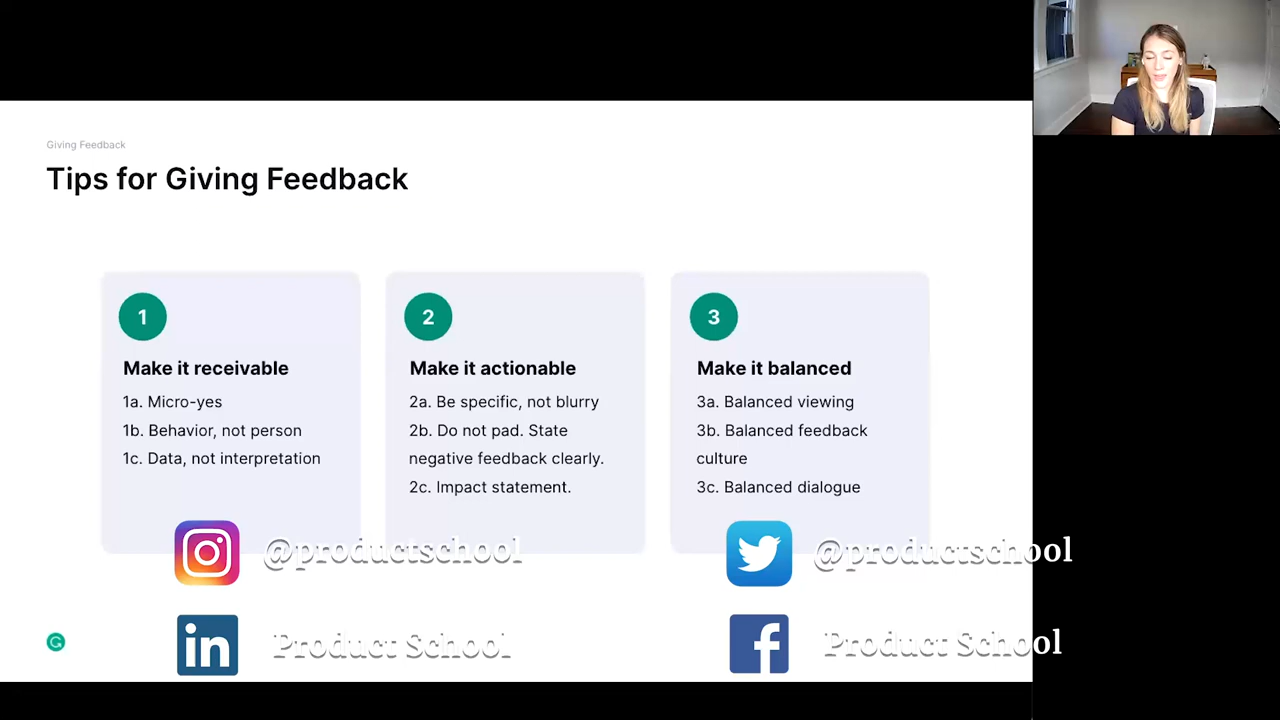 Giving Feedback
Tips for Giving Feedback
1
Make it receivable
1a. Micro-yes
1b. Behavior, not person
1c. Data, not interpretation
2
Make it actionable
2a. Be specific, not blurry
2b. Do not pad. State
negative feedback clearly.
2c. Impact statement.
3
Make it balanced
3a. Balanced viewing
3b. Balanced feedback
culture
3c. Balanced dialogue
@productschool
@productschool
in
Product School
f
Product School
G